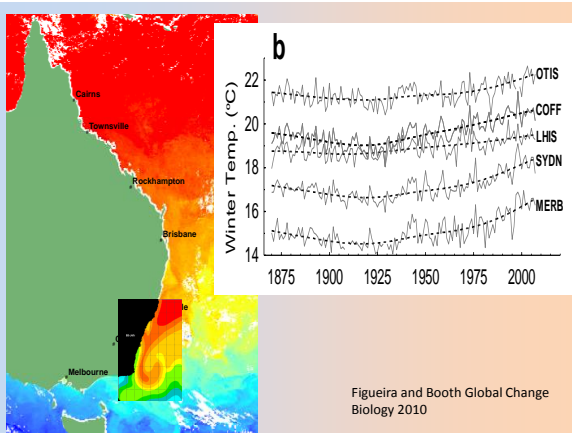 Cairns
Townsville
Rockhampton
Brisbane
le
C
Melbourne
b
Winter Temp. (°C)
22
20
18
16
14
1875 1900 1925 1950 1975 2000
OTIS
COFF
LHIS
SYDN
MERB
Figueira and Booth Global Change
Biology 2010